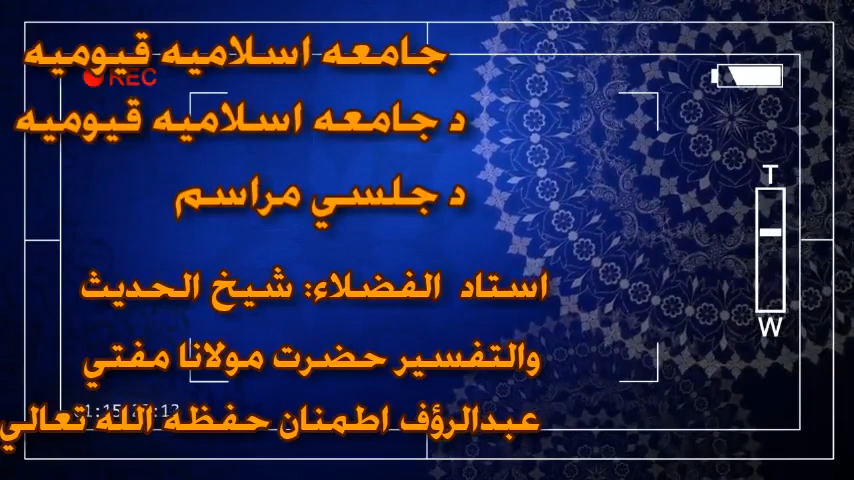 جامعه اسلامیه قیومیه
REC
د جامعه اسلامیه قیومیه
د جلسي مراسم
T
استاد الفضلاء: شیخ الحدیث
W
والتفسیر حضرت مولانا مفتي
عبدالرؤف اطمنان حفظه الله تعالي